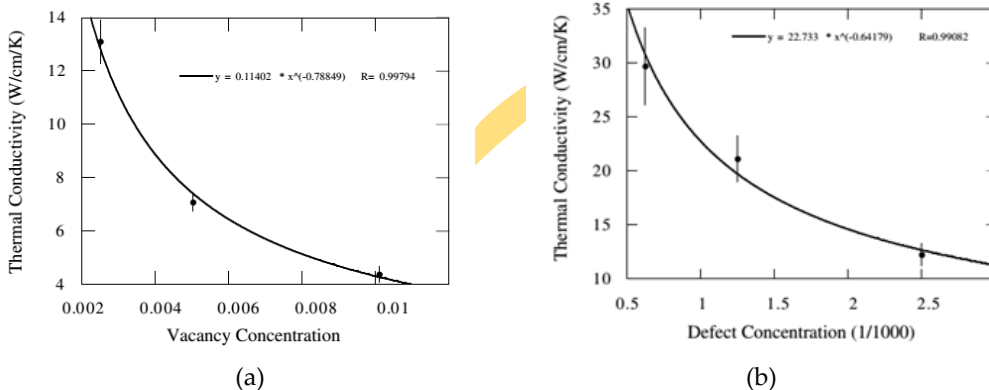 14
12
10
8
6
4
Thermal Conductivity (W/cm/K)
y = 0.11402 * x^(-0.78849) R= 0.99794
0.002 0.004 0.006 0.008 0.01
Vacancy Concentration
(a)
35
30
25
20
15
10
Thermal Conductivity (W/cm/K)
y = 22.733 * x^(-0.64179) R=0.99082
0.5 1 1.5 2 2.5
Defect Concentration (1/1000)
(b)